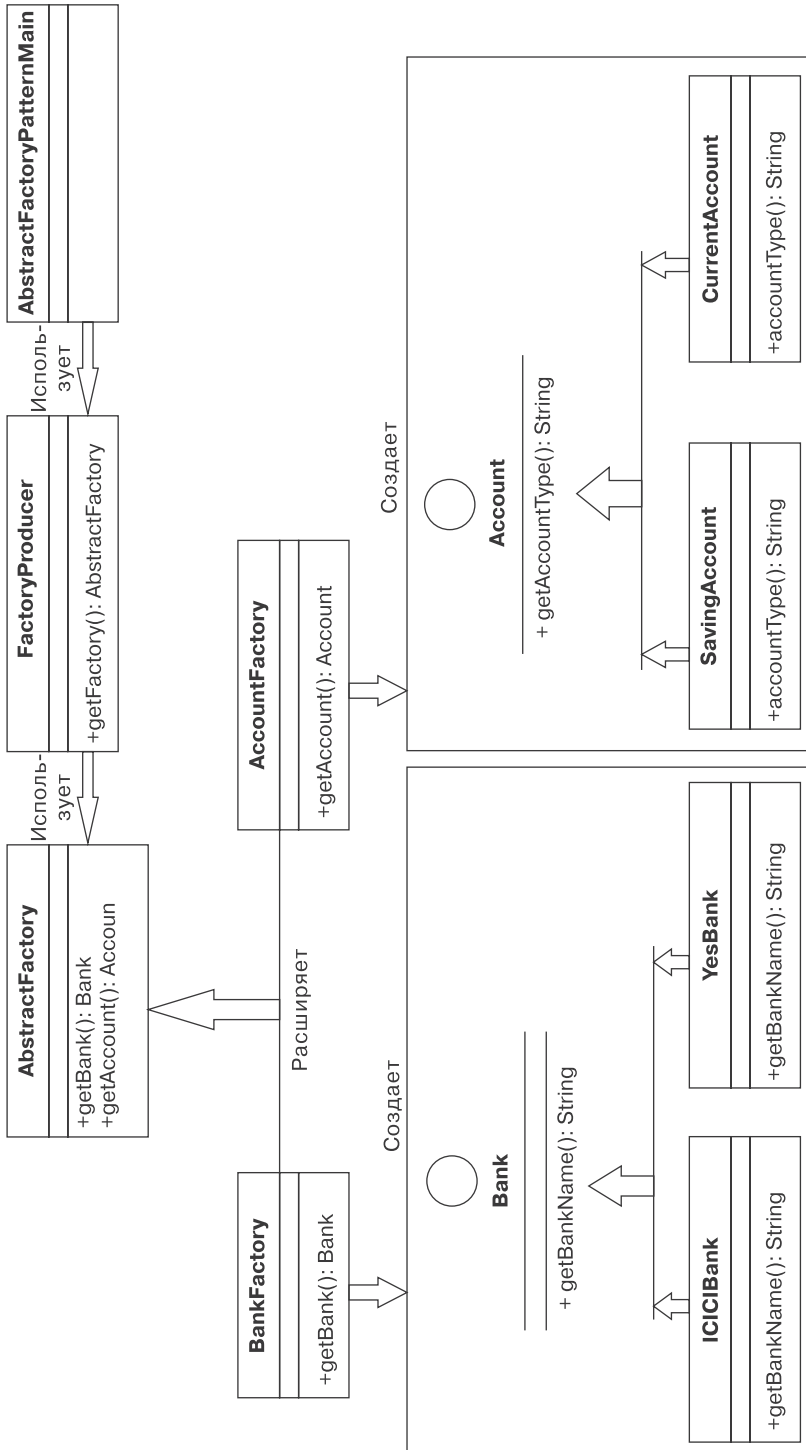 AbstractFactory
+getBank(): Bank
+getAccount(): Accoun
Исполь-
зует
FactoryProducer
+getFactory(): AbstractFactory
Исполь-
зует
AbstractFactoryPatternMain
Расширяет
BankFactory
+getBank(): Bank
AccountFactory
+getAccount(): Account
Создает
Bank
+ getBankName(): String
ICICIBank
+getBankName(): String
YesBank
+getBankName(): String
Создает
Account
+ getAccountType(): String
SavingAccount
+accountType(): String
CurrentAccount
+accountType(): String